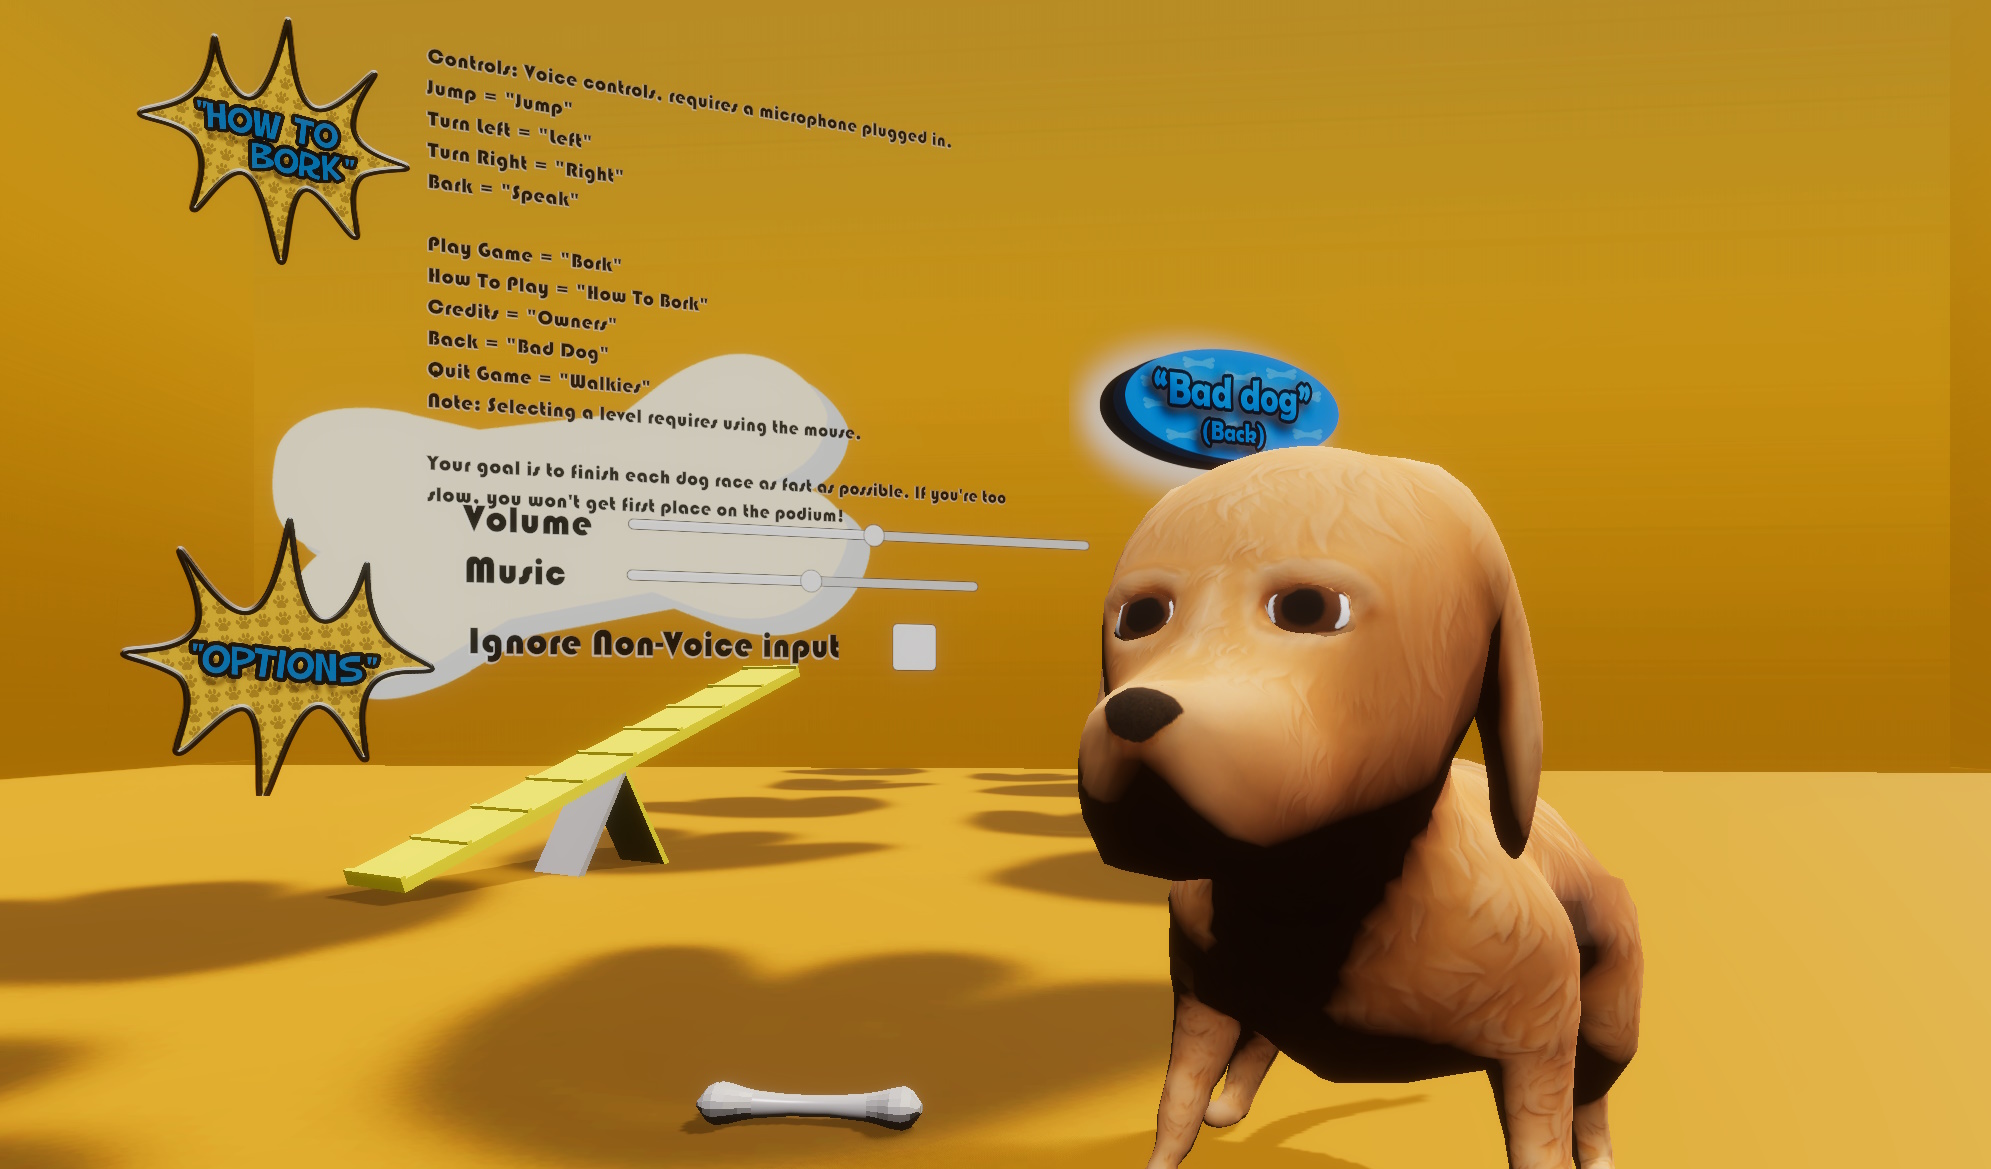 "HOW TO
BORK"
Controls: Voice controls, requires a microphone plugged in.
Jump = "Jump"
Turn Left = "Left"
Turn Right = "Right"
Bark = "Speak"
Play Game = "Bork"
How To Play = "How To Bork"
Credits = "Owners"
Back = "Bad Dog"
Quit Game = "Walkies"
Note: Selecting a level requires using the mouse.
Your goal is to finish each dog race as fast as possible. If you're too
slow, you won't get first place on the podium!
“Bad dog”
(Back)
"OPTIONS"
Volume
Music
Ignore Non-Voice input